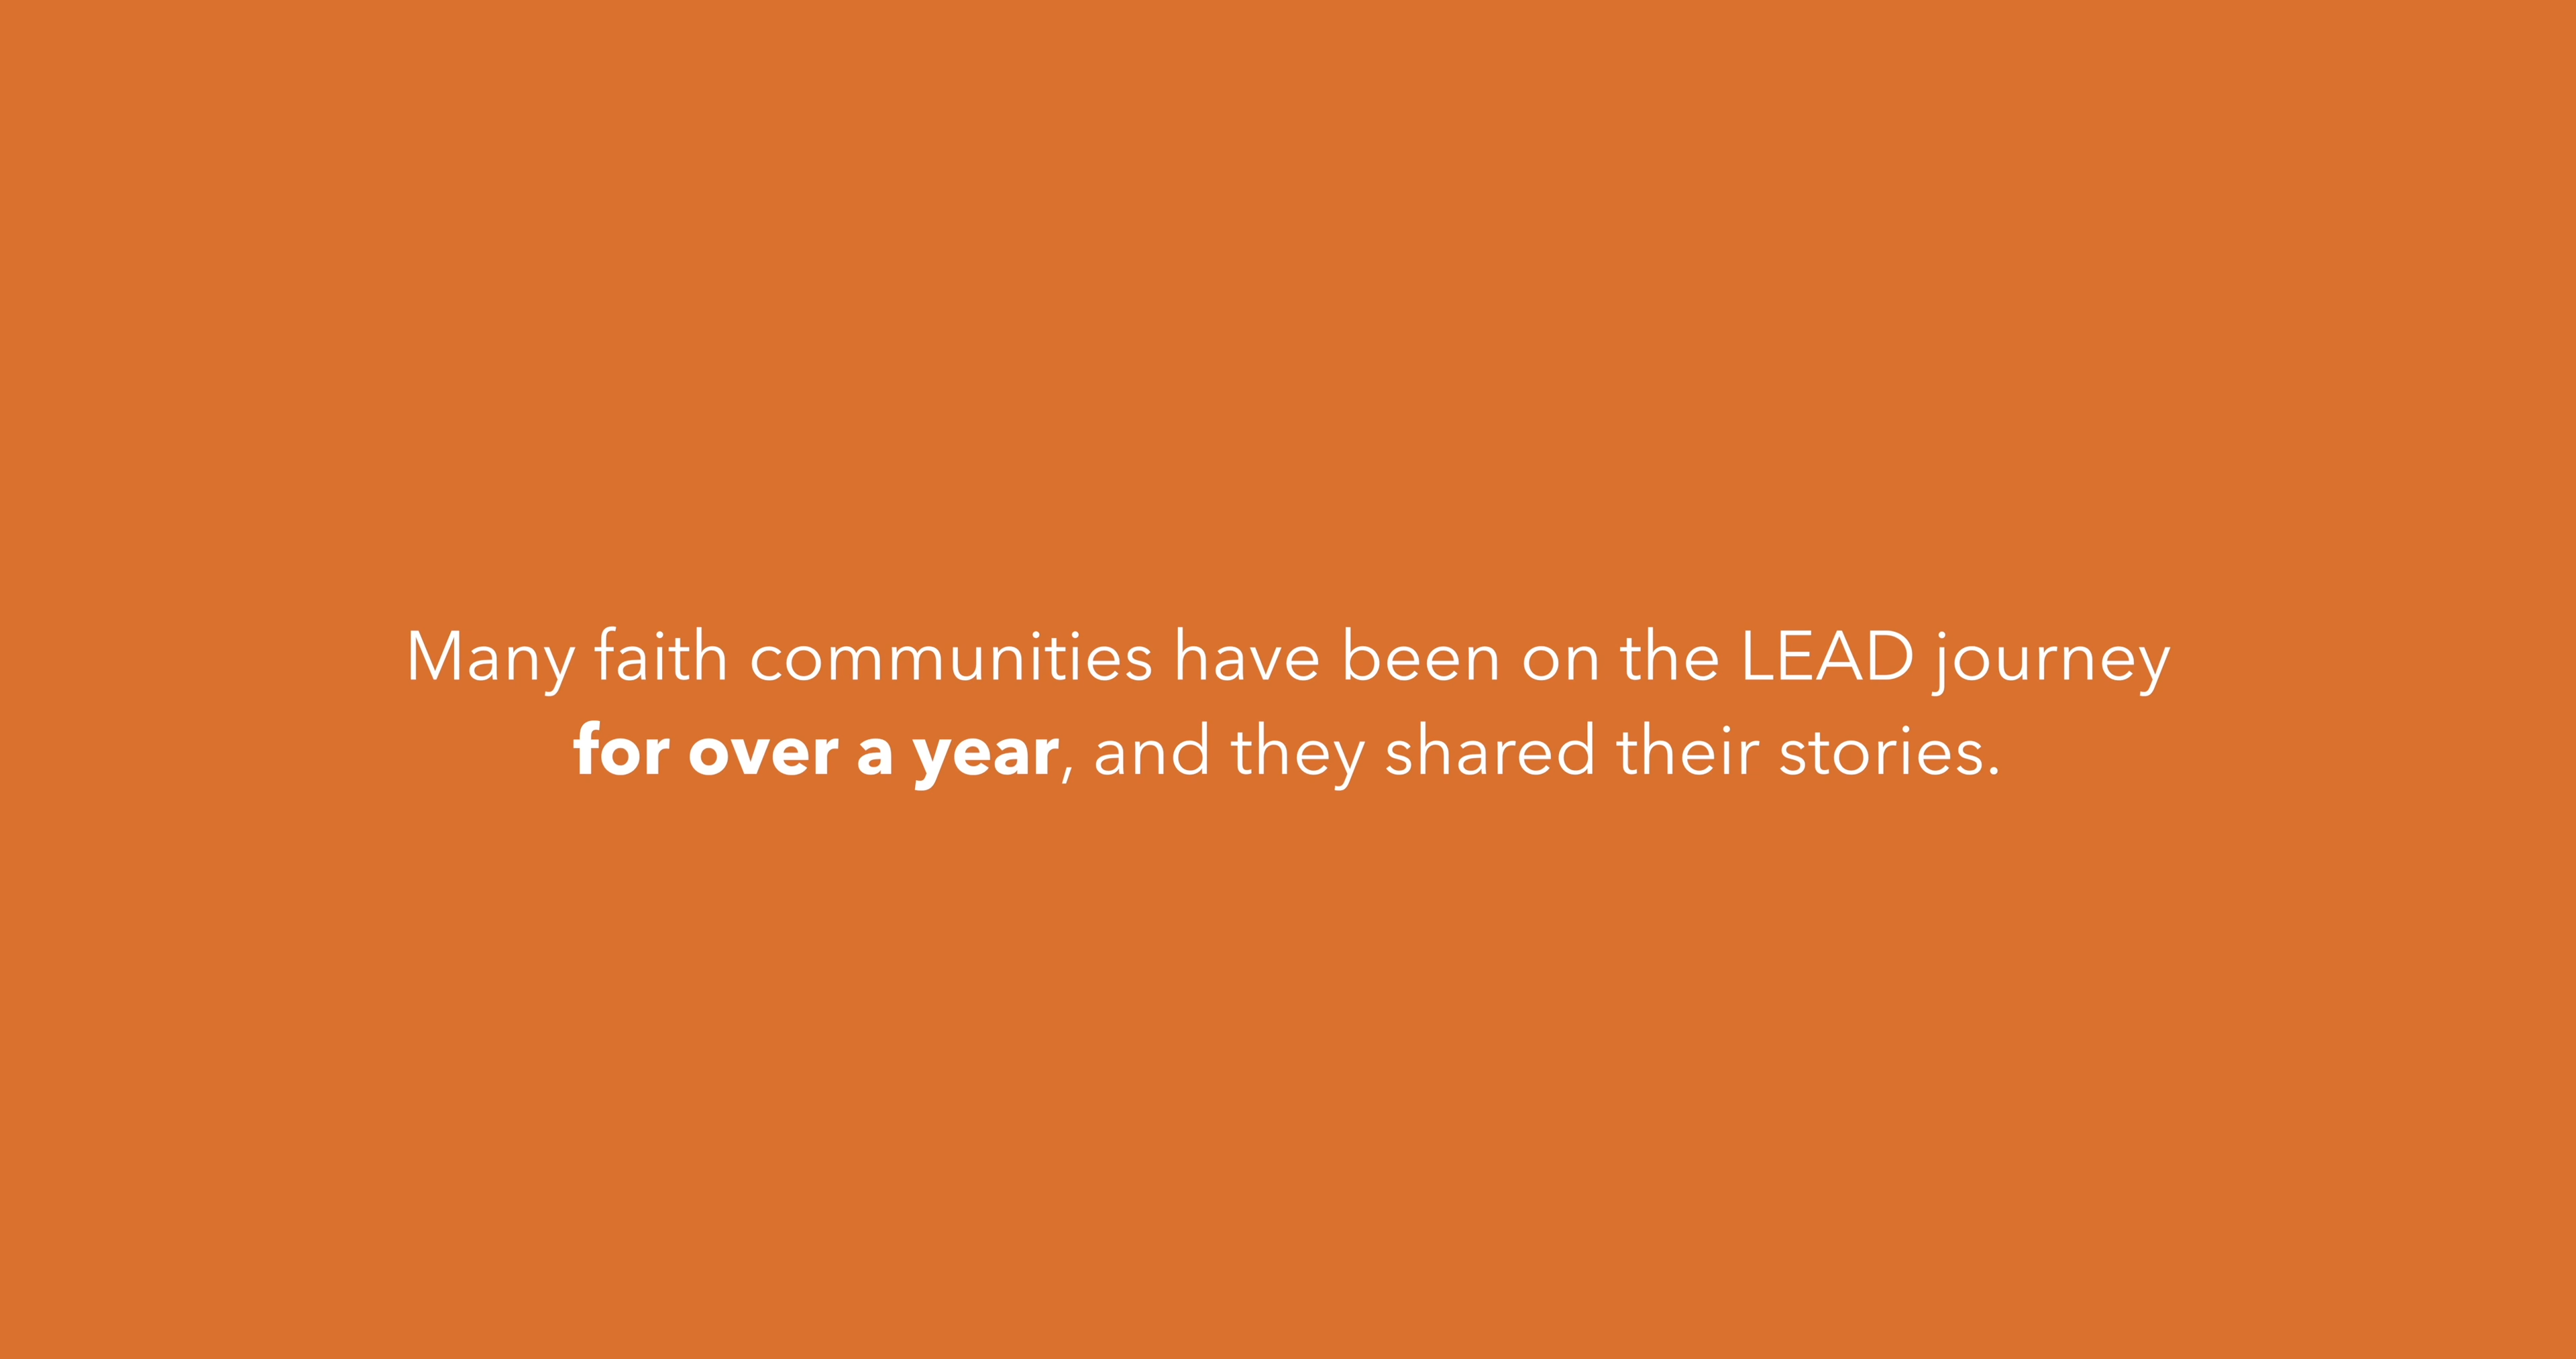 Many faith communities have been on the LEAD journey
for over a year, and they shared their stories.